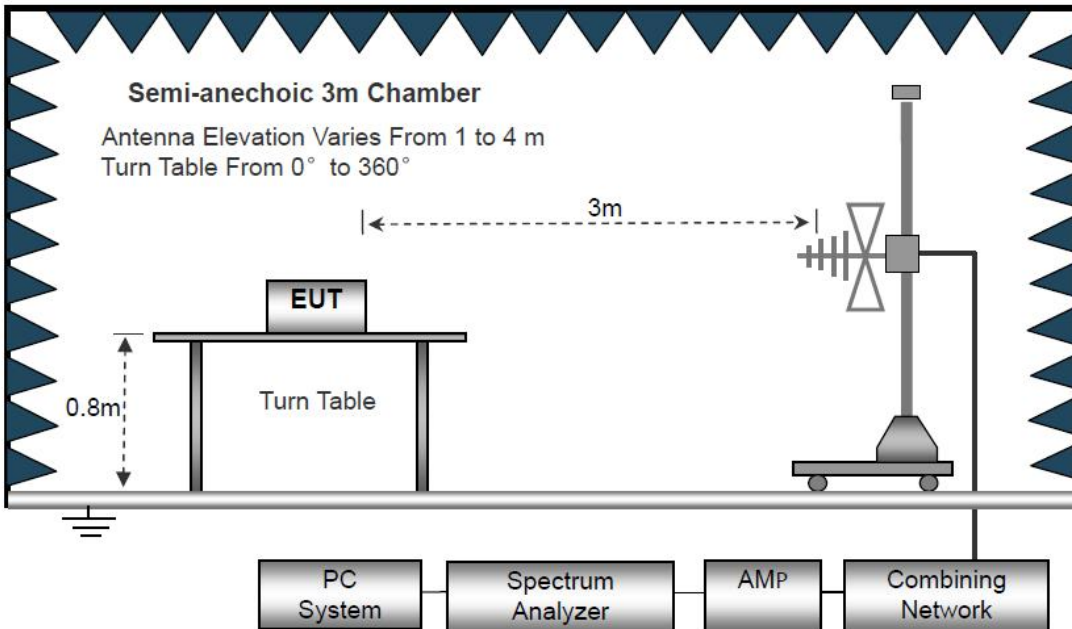 Semi-anechoic 3m Chamber
Antenna Elevation Varies From 1 to 4 m
Turn Table From 0° to 360°
3m
EUT
0.8m
Turn Table
PC
System
Spectrum
Analyzer
AMP
Combining
Network